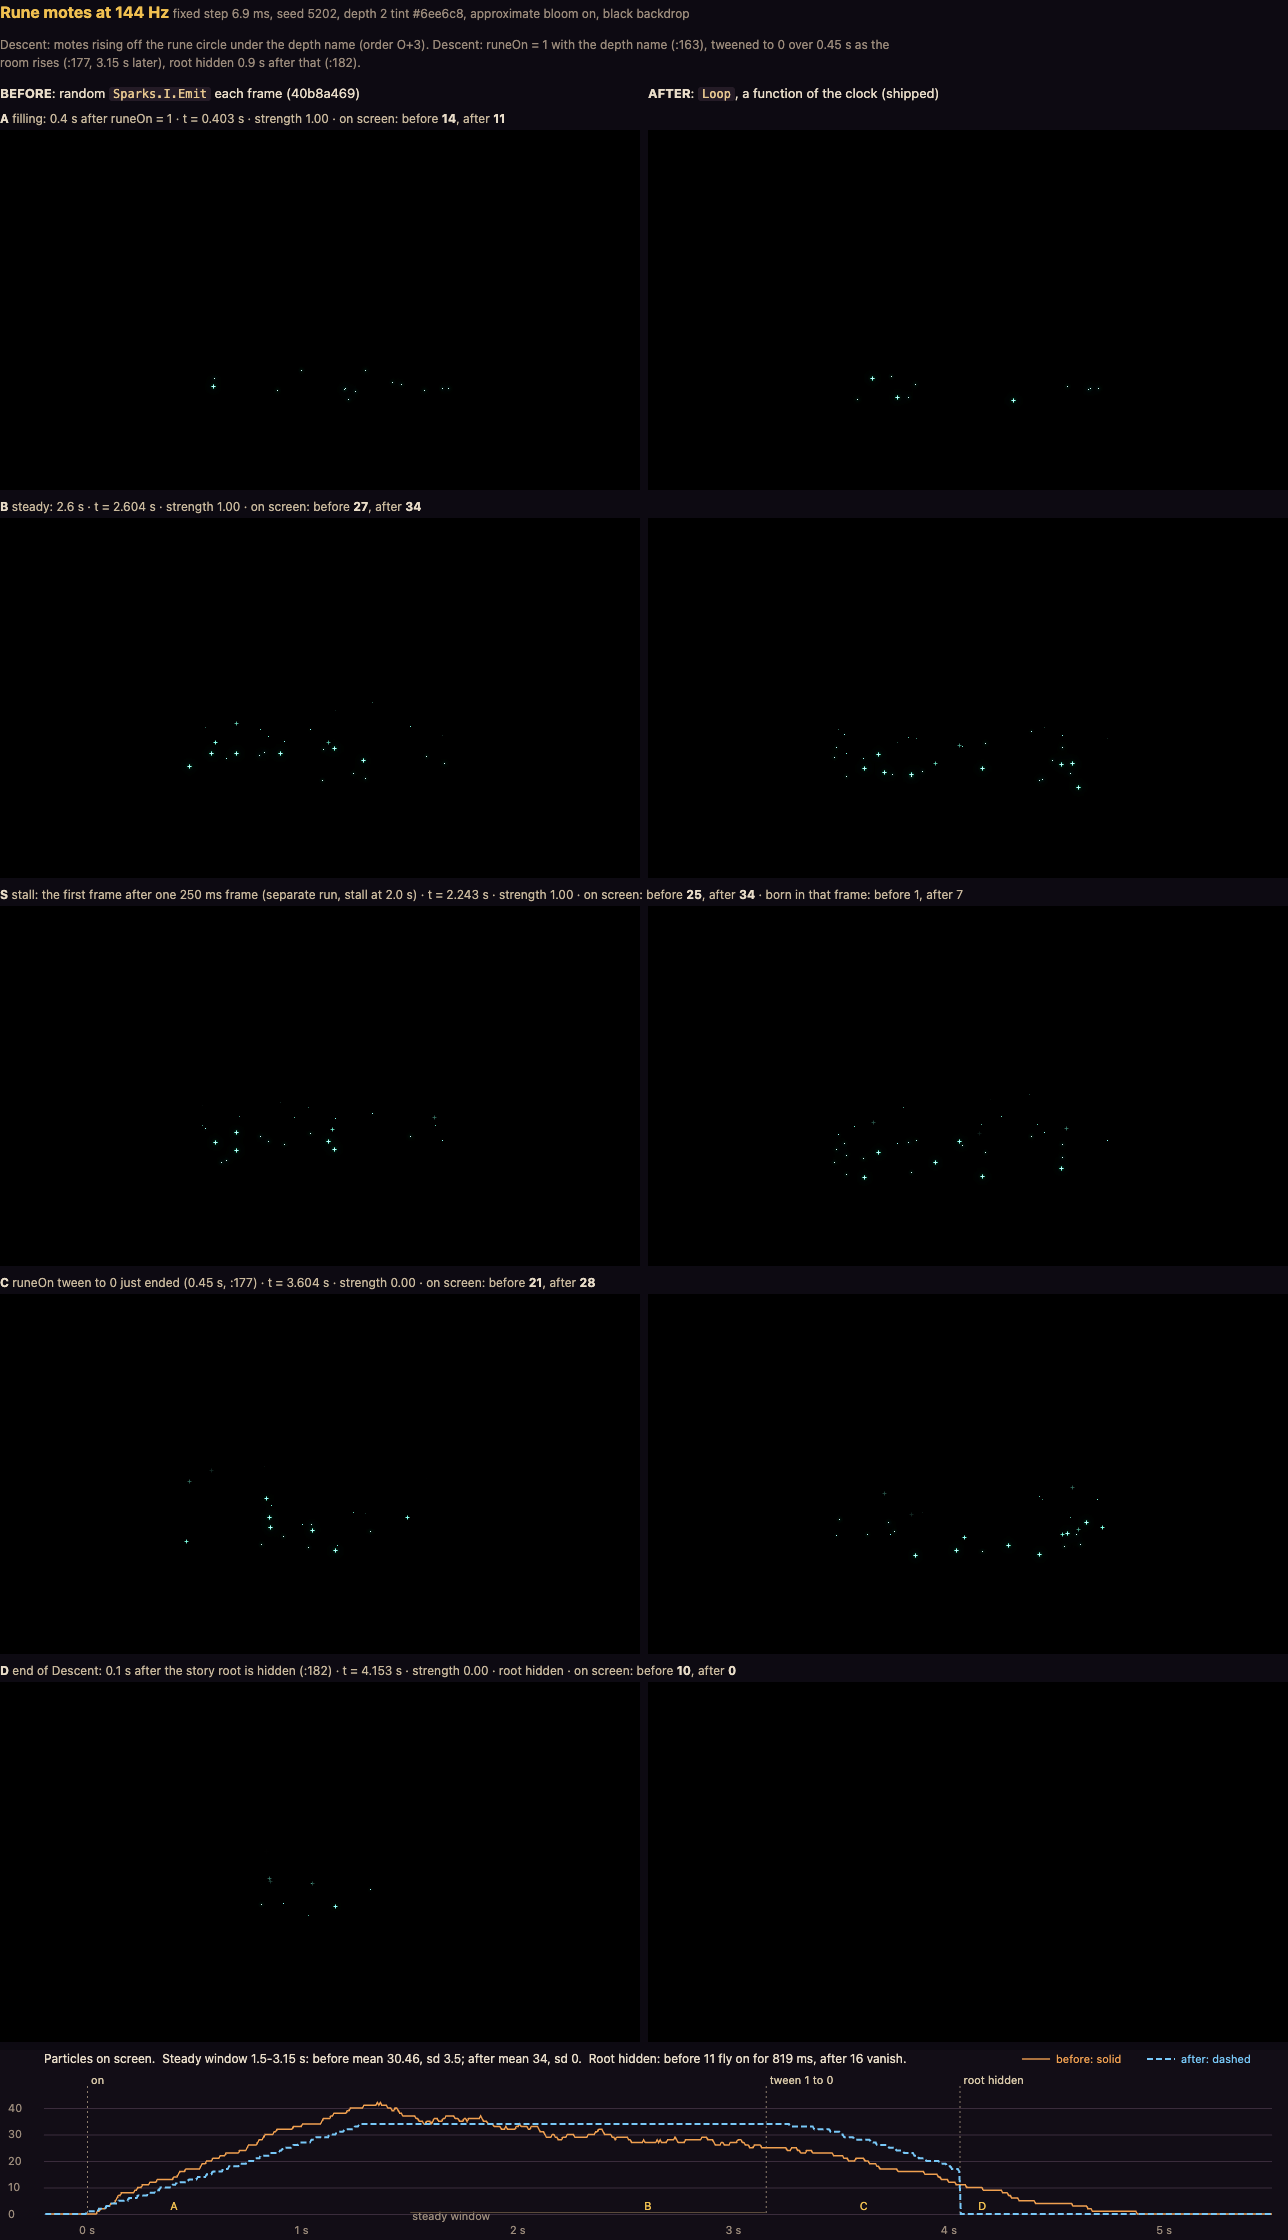 Rune motes at 144 Hz fixed step 6.9 ms, seed 5202, depth 2 tint #6ee6c8, approximate bloom on, black backdrop
Descent: motes rising off the rune circle under the depth name (order O+3). Descent: runeOn = 1 with the depth name (:163), tweened to 0 over 0.45 s as the
room rises (:177, 3.15 s later), root hidden 0.9 s after that (:182).
BEFORE: random Sparks.I.Emit each frame (40b8a469)
AFTER: Loop, a function of the clock (shipped)
A filling: 0.4 s after runeOn = 1 · t = 0.403 s · strength 1.00 · on screen: before 14, after 11
B steady: 2.6 s · t = 2.604 s · strength 1.00 · on screen: before 27, after 34
S stall: the first frame after one 250 ms frame (separate run, stall at 2.0 s) · t = 2.243 s · strength 1.00 · on screen: before 25, after 34 · born in that frame: before 1, after 7
C runeOn tween to 0 just ended (0.45 s, :177) · t = 3.604 s · strength 0.00 · on screen: before 21, after 28
D end of Descent: 0.1 s after the story root is hidden (:182) · t = 4.153 s · strength 0.00 · root hidden · on screen: before 10, after 0
Particles on screen. Steady window 1.5-3.15 s: before mean 30.46, sd 3.5; after mean 34, sd 0. Root hidden: before 11 fly on for 819 ms, after 16 vanish.
before: solid
after: dashed
on
tween 1 to 0
root hidden
40
30
20
10
0
A
B
C
D
steady window
0 s
1 s
2 s
3 s
4 s
5 s